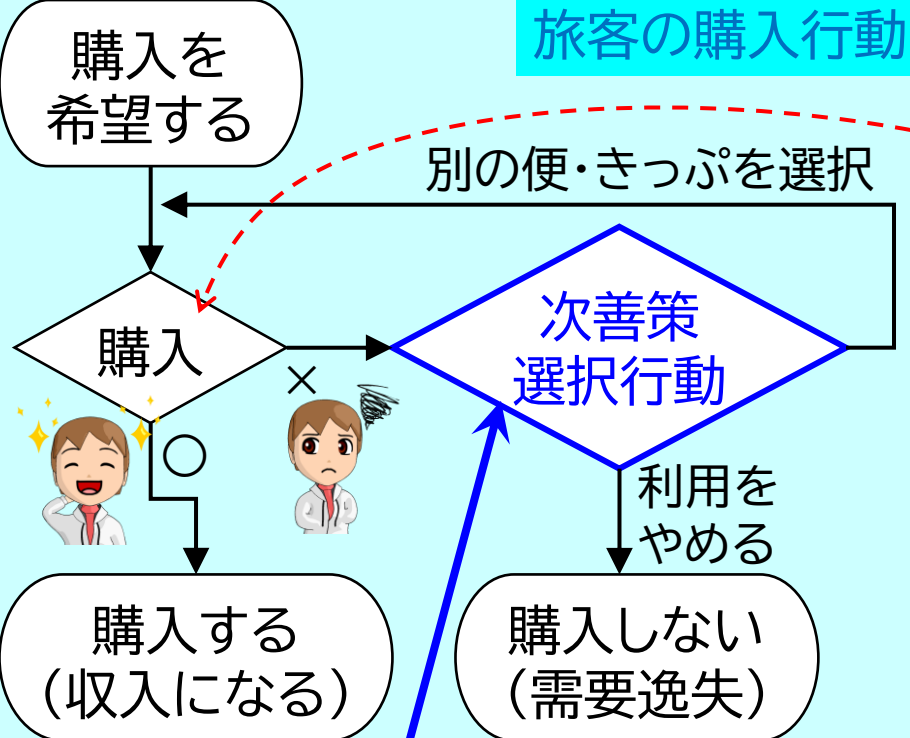 旅客の購入行動
購入を
希望する
別の便・きっぷを選択
購入
次善策
選択行動
×
○
利用を
やめる
購入する
（収入になる）
購入しない
（需要逸失）